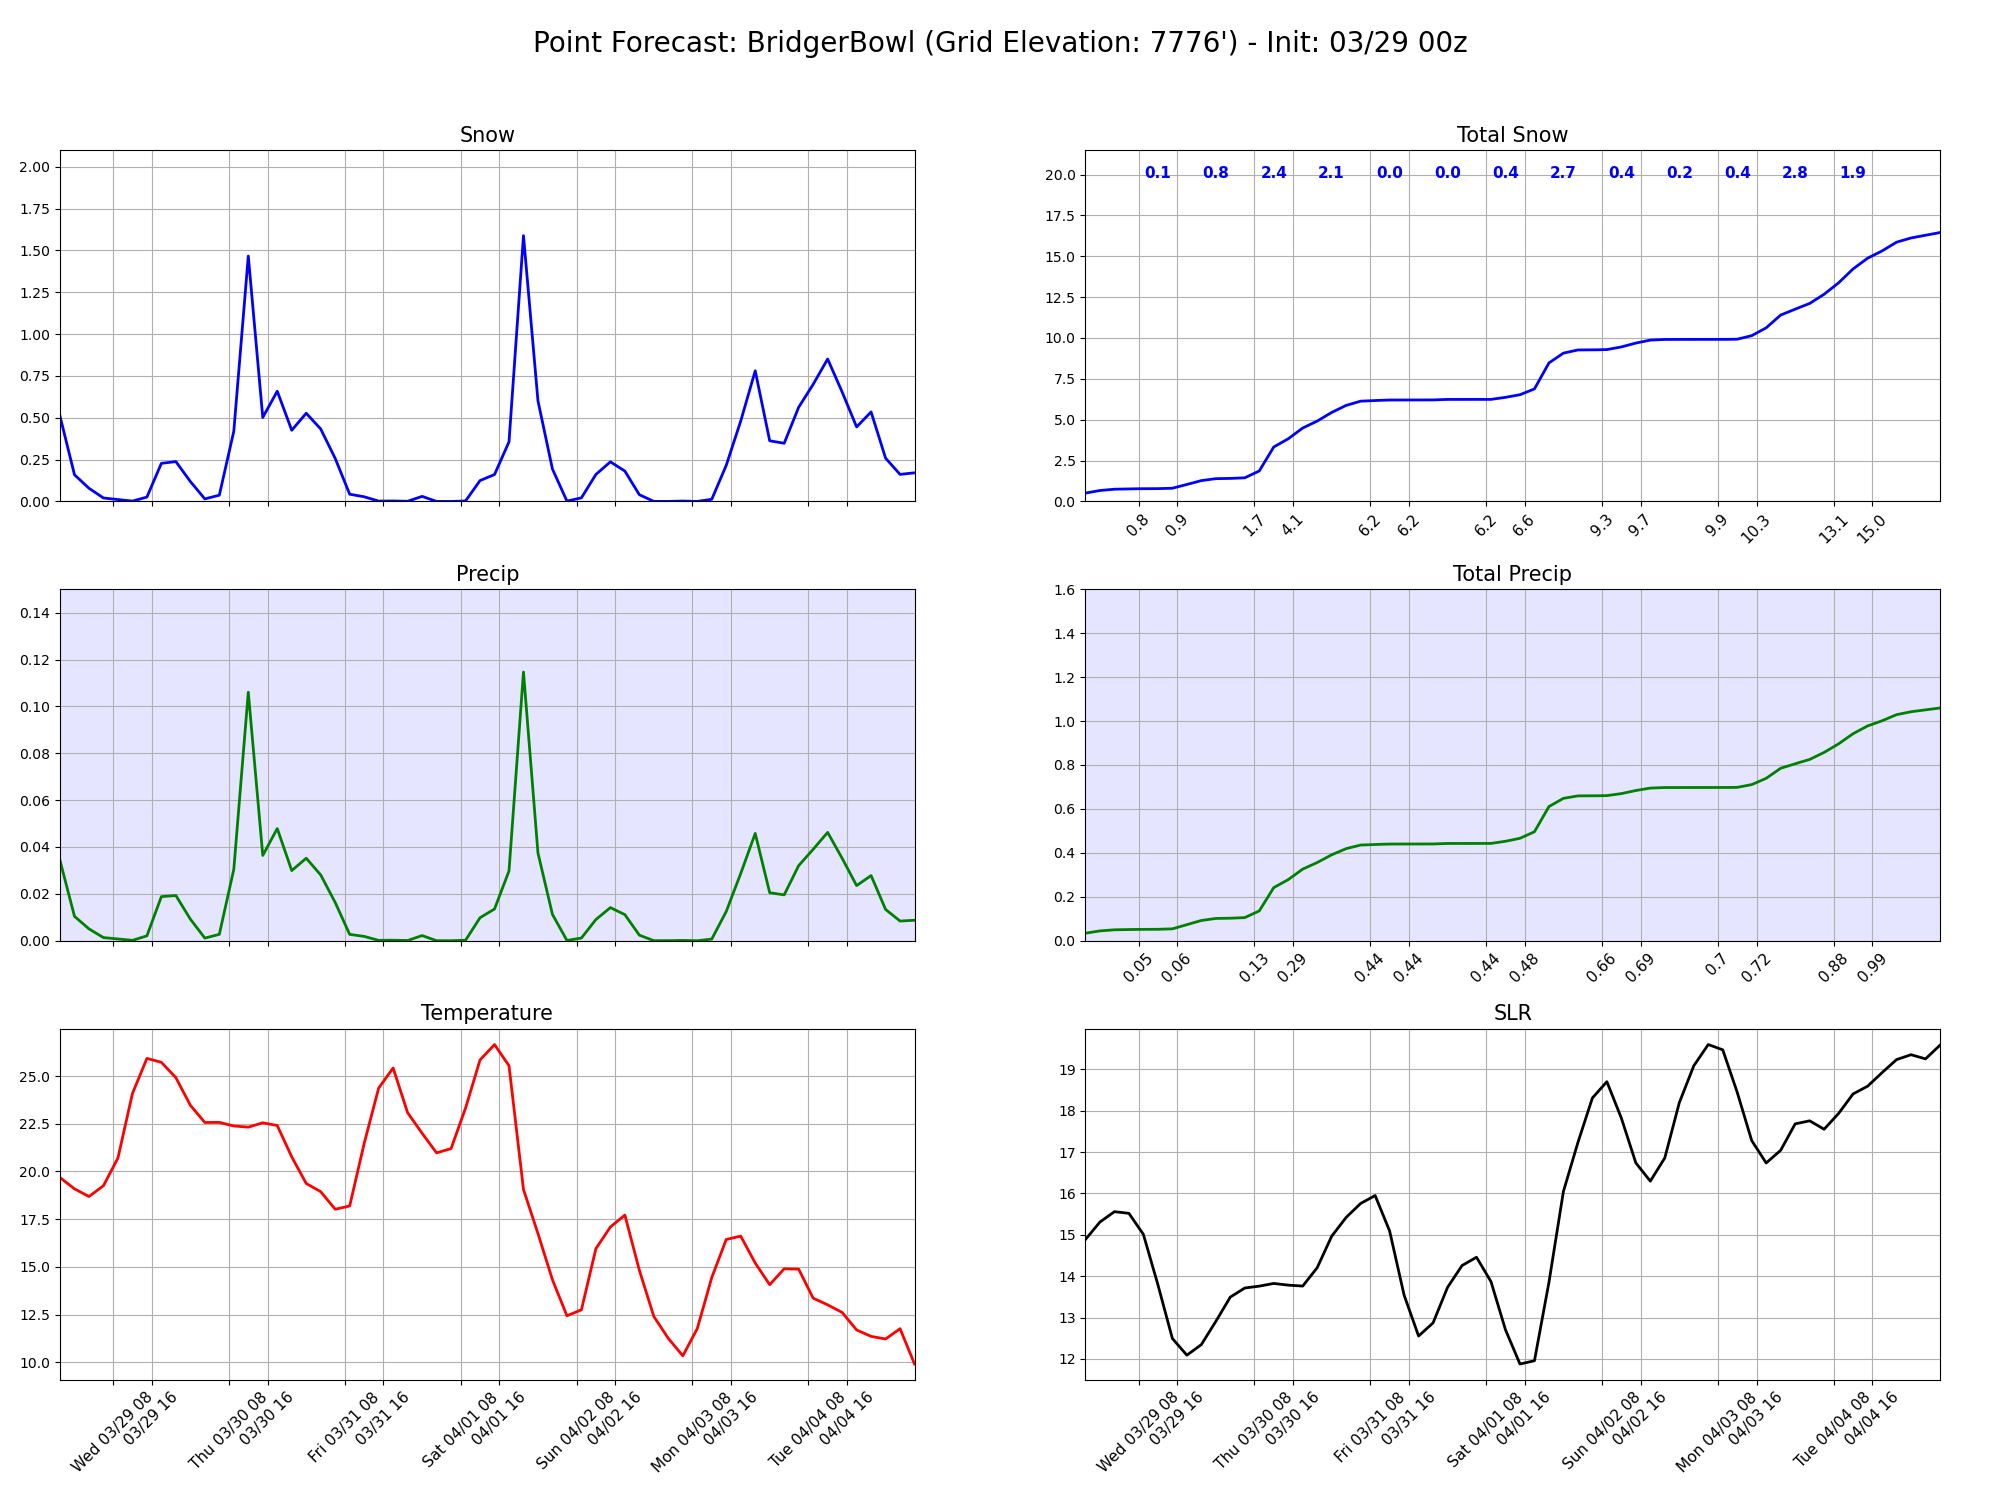 Point Forecast: BridgerBowl (Grid Elevation: 7776') - Init: 03/29 00z
Snow
2.00
1.75
1.50
1.25
1.00
0.75
0.50
0.25
0.00
Total Snow
20.0
17.5
15.0
12.5
10.0
7.5
5.0
2.5
0.0
0.1 0.8 2.4 2.1 0.0 0.0 0.4 2.7 0.4 0.2 0.4 2.8 1.9
0.8 0.9 1.7 4.1 6.2 6.2 6.2 6.6 9.3 9.7 9.9 10.3 13.1 15.0
Precip
0.14
0.12
0.10
0.08
0.06
0.04
0.02
0.00
Total Precip
1.6
1.4
1.2
1.0
0.8
0.6
0.4
0.2
0.0
0.05 0.06 0.13 0.29 0.44 0.44 0.44 0.48 0.66 0.69 0.7 0.72 0.88 0.99
Temperature
25.0
22.5
20.0
17.5
15.0
12.5
10.0
Wed 03/29 08
03/29 16
Thu 03/30 08
03/30 16
Fri 03/31 08
03/31 16
Sat 04/01 08
04/01 16
Sun 04/02 08
04/02 16
Mon 04/03 08
04/03 16
Tue 04/04 08
04/04 16
SLR
19
18
17
16
15
14
13
12
Wed 03/29 08
03/29 16
Thu 03/30 08
03/30 16
Fri 03/31 08
03/31 16
Sat 04/01 08
04/01 16
Sun 04/02 08
04/02 16
Mon 04/03 08
04/03 16
Tue 04/04 08
04/04 16